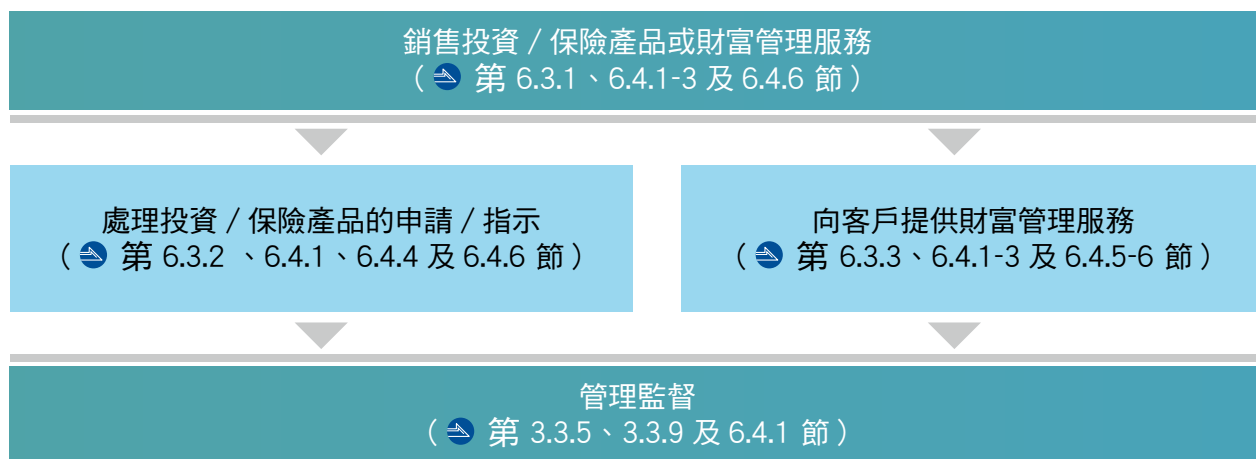 銷售投資 / 保險產品或財富管理服務
( 第 6.3.1、6.4.1-3 及 6.4.6 節 )
處理投資 / 保險產品的申請 / 指示
( 第 6.3.2 、6.4.1、6.4.4 及 6.4.6 節 )
向客戶提供財富管理服務
( 第 6.3.3、6.4.1-3 及 6.4.5-6 節 )
管理監督
( 第 3.3.5、3.3.9 及 6.4.1 節 )